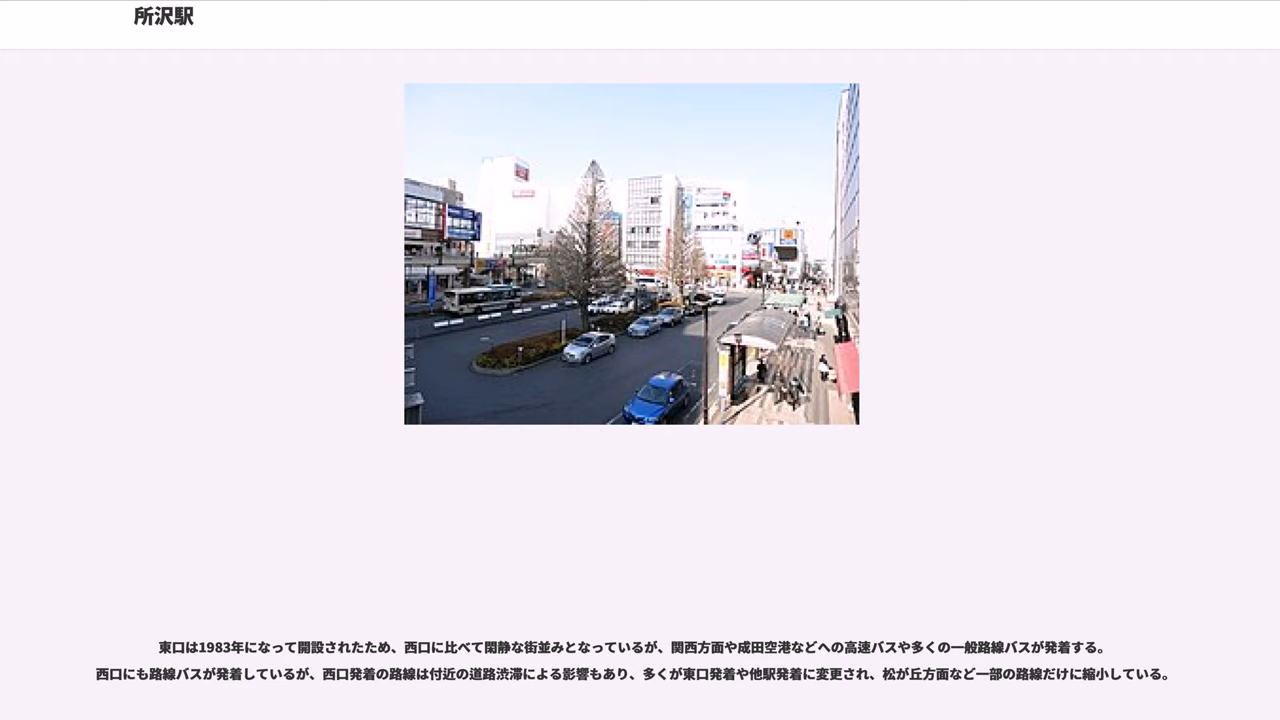 所沢駅
東口は1983年になって開設されたため、西口に比べて閑静な街並みとなっているが、関西方面や成田空港などへの高速バスや多くの一般路線バスが発着する。
西口にも路線バスが発着しているが、西口発着の路線は付近の道路渋滞による影響もあり、多くが東口発着や他駅発着に変更され、松が丘方面など一部の路線だけに縮小している。